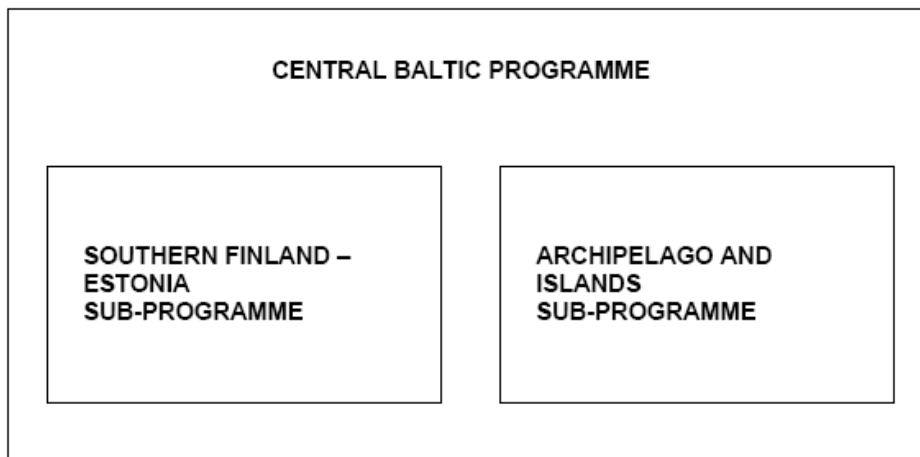 CENTRAL BALTIC PROGRAMME
SOUTHERN FINLAND –
ESTONIA
SUB-PROGRAMME
ARCHIPELAGO AND
ISLANDS
SUB-PROGRAMME